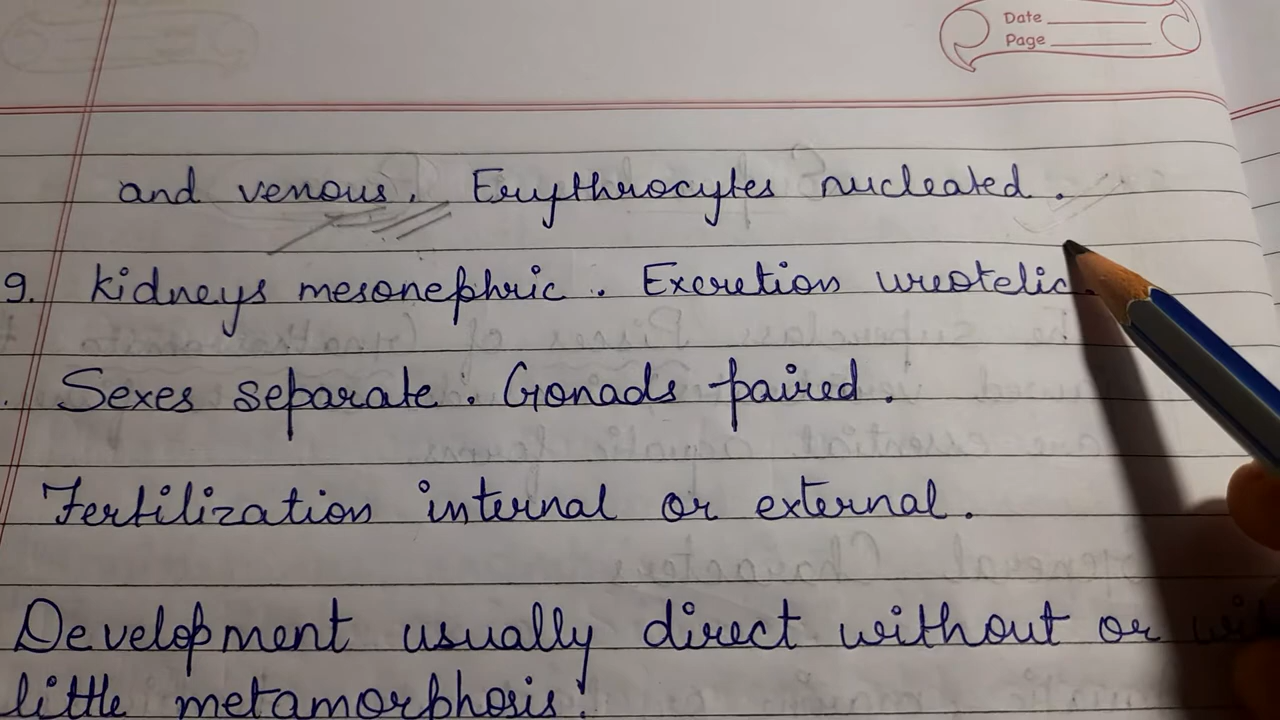 Date
Page
and venous. Erythrocytes nucleated.
9. Kidneys mesonephric. Excretion ureotelic.
. Sexes separate. Gonads paired.
Fertilization internal or external.
Development usually direct without or
little metamorphosis.